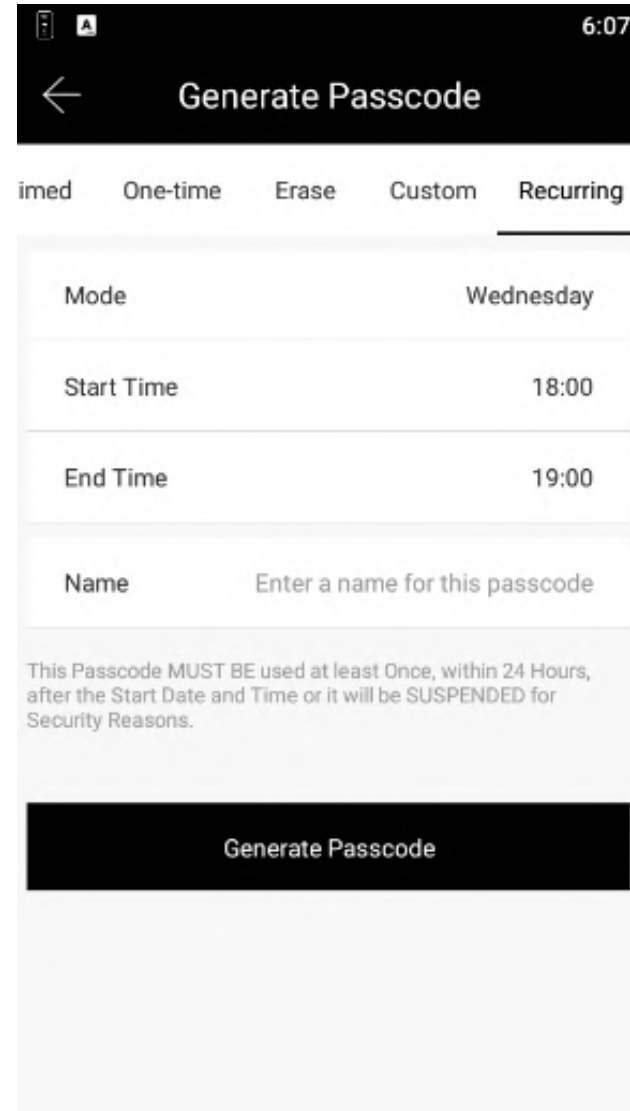 A 6:07
Generate Passcode
imed One-time Erase Custom Recurring
Mode Wednesday
Start Time 18:00
End Time 19:00
Name Enter a name for this passcode
This Passcode MUST BE used at least Once, within 24 Hours,
after the Start Date and Time or it will be SUSPENDED for
Security Reasons.
Generate Passcode